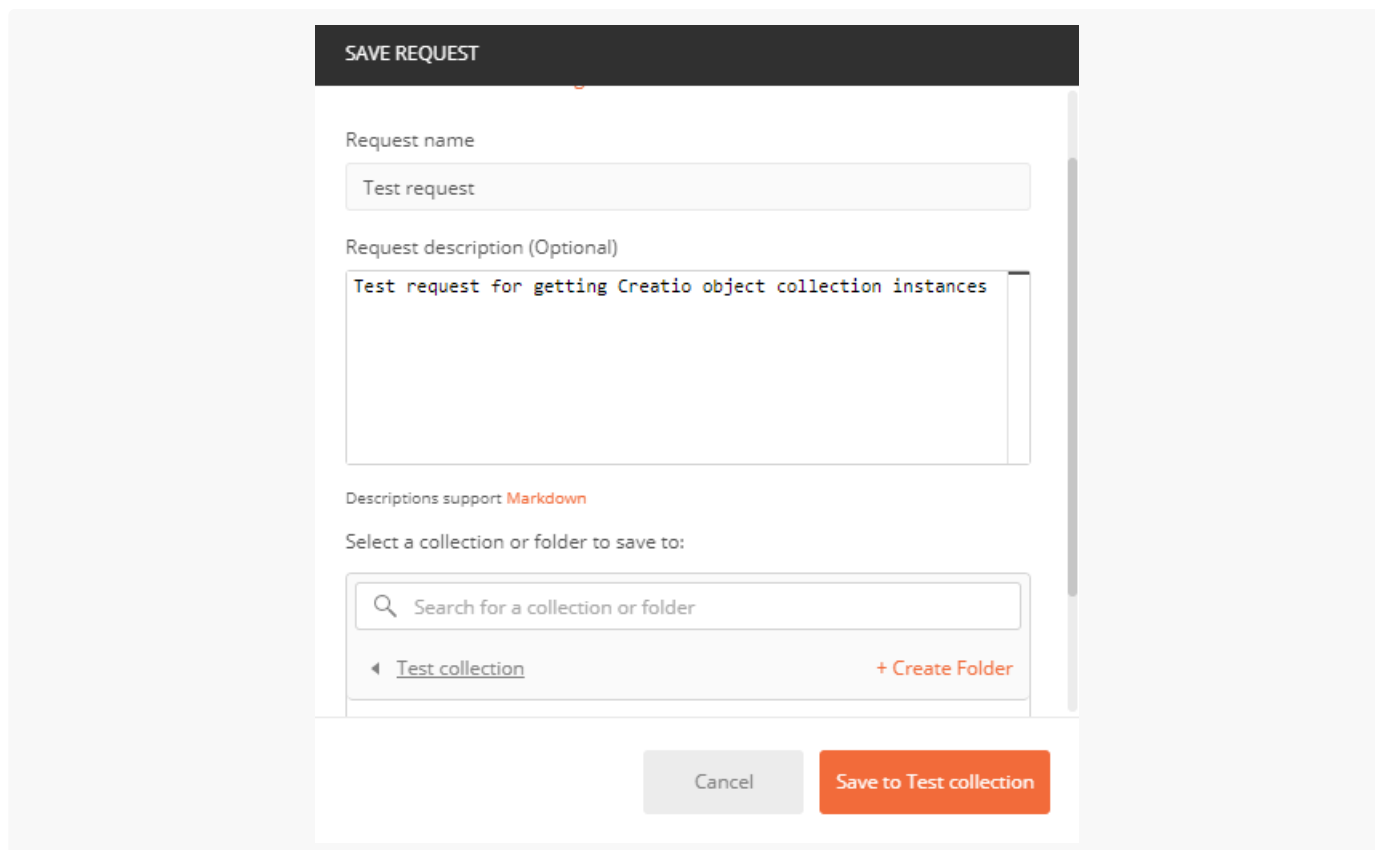 SAVE REQUEST
Request name
Test request
Request description (Optional)
Test request for getting Creatio object collection instances
Descriptions support Markdown
Select a collection or folder to save to:
Search for a collection or folder
Test collection + Create Folder
Cancel Save to Test collection